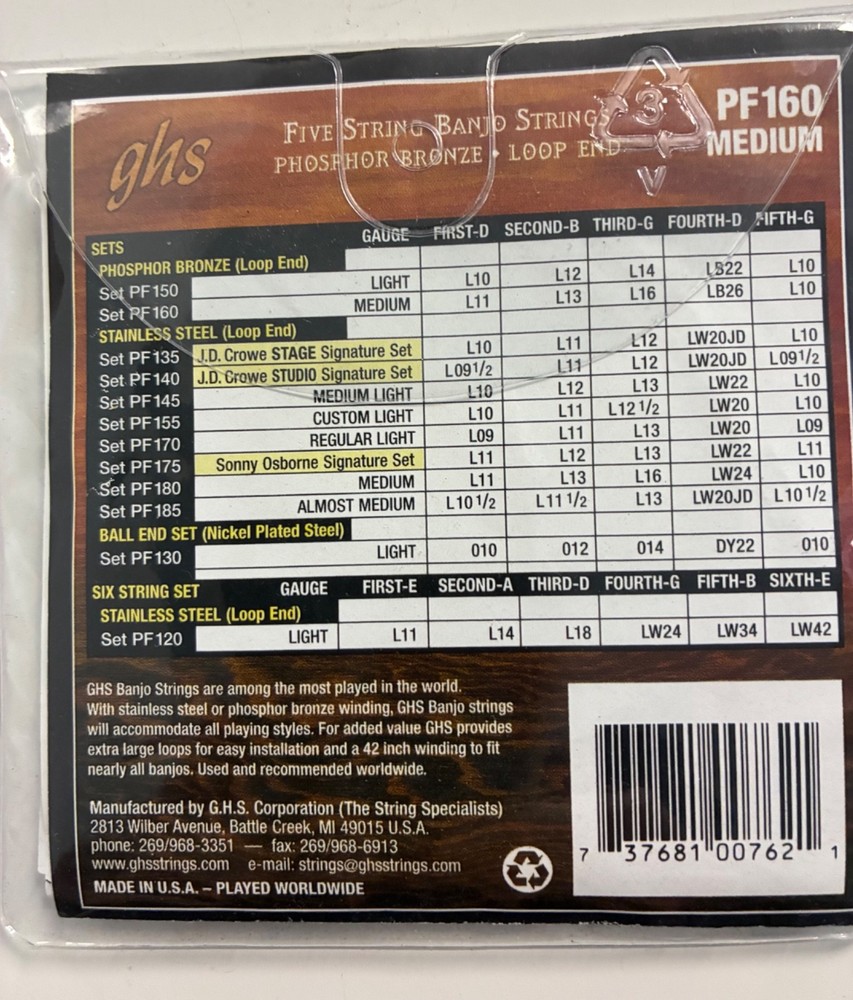 ghs
FIVE STRING BANJO STRINGS
PHOSPHOR BRONZE • LOOP END
PF160
MEDIUM
3
V
SETS GAUGE FIRST-D SECOND-B THIRD-G FOURTH-D FIFTH-G
PHOSPHOR BRONZE (Loop End)
Set PF150 LIGHT L10 L12 L14 LB22 L10
Set PF160 MEDIUM L11 L13 L16 LB26 L10
STAINLESS STEEL (Loop End)
Set PF135 J.D. Crowe STAGE Signature Set L10 L11 L12 LW20JD L10
Set PF140 J.D. Crowe STUDIO Signature Set L09 1/2 L11 L12 LW20JD L09 1/2
Set PF145 MEDIUM LIGHT L10 L12 L13 LW22 L10
Set PF155 CUSTOM LIGHT L10 L11 L12 1/2 LW20 L10
Set PF170 REGULAR LIGHT L09 L11 L13 LW20 L09
Set PF175 Sonny Osborne Signature Set L11 L12 L13 LW22 L11
Set PF180 MEDIUM L11 L13 L16 LW24 L10
Set PF185 ALMOST MEDIUM L10 1/2 L11 1/2 L13 LW20JD L10 1/2
BALL END SET (Nickel Plated Steel)
Set PF130 LIGHT 010 012 014 DY22 010
SIX STRING SET GAUGE FIRST-E SECOND-A THIRD-D FOURTH-G FIFTH-B SIXTH-E
STAINLESS STEEL (Loop End)
Set PF120 LIGHT L11 L14 L18 LW24 LW34 LW42
GHS Banjo Strings are among the most played in the world.
With stainless steel or phosphor bronze winding, GHS Banjo strings
will accommodate all playing styles. For added value GHS provides
extra large loops for easy installation and a 42 inch winding to fit
nearly all banjos. Used and recommended worldwide.
Manufactured by G.H.S. Corporation (The String Specialists)
2813 Wilber Avenue, Battle Creek, MI 49015 U.S.A.
phone: 269/968-3351 — fax: 269/968-6913
www.ghsstrings.com e-mail: strings@ghsstrings.com
MADE IN U.S.A. – PLAYED WORLDWIDE
7 37681 00762 1